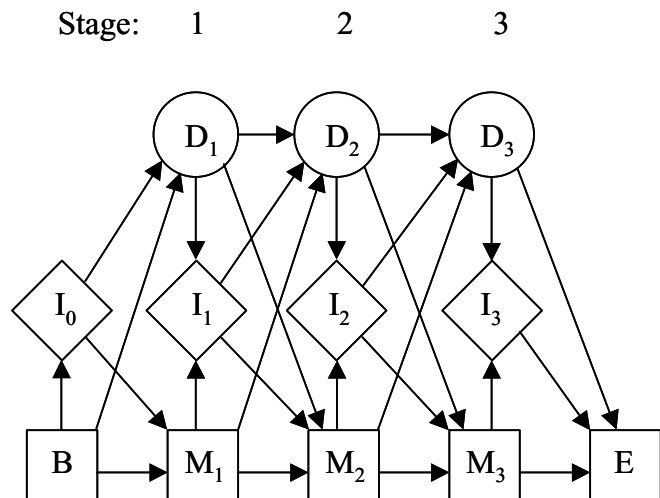 Stage: 1 2 3
D₁ D₂ D₃
I₀ I₁ I₂ I₃
B M₁ M₂ M₃ E